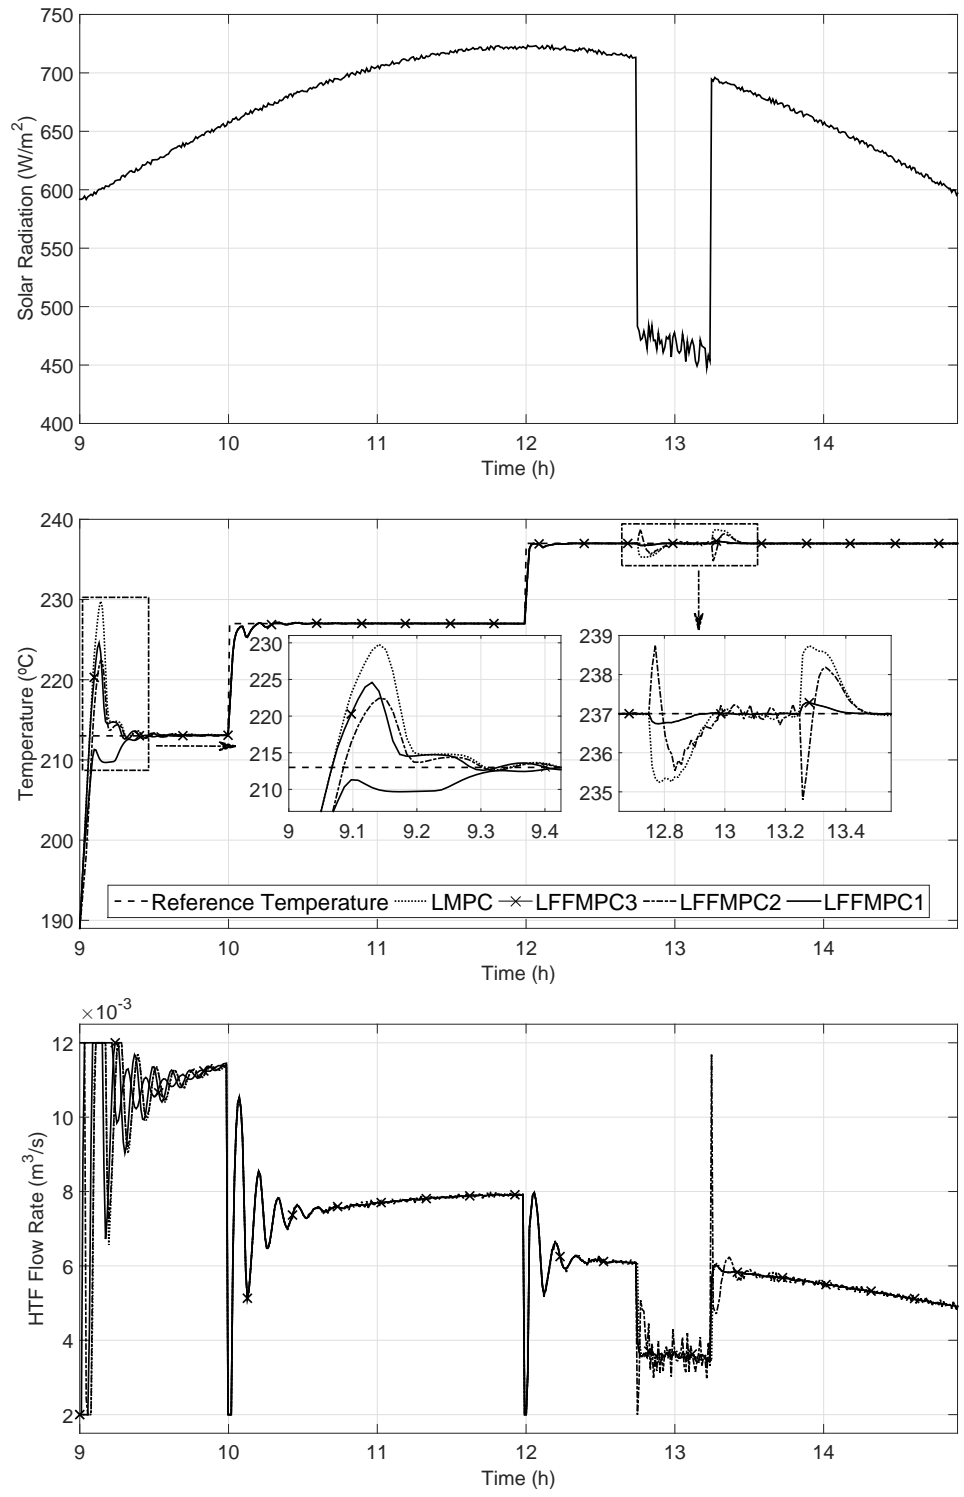 750
700
650
600
550
500
450
400
Solar Radiation (W/m²)
9 10 11 12 13 14
Time (h)
240
230
220
210
200
190
Temperature (ºC)
230
225
220
215
210
9 9.1 9.2 9.3 9.4
239
238
237
236
235
12.8 13 13.2 13.4
Reference Temperature LMPC LFFMPC3 LFFMPC2 LFFMPC1
9 10 11 12 13 14
Time (h)
×10⁻³
12
10
8
6
4
2
HTF Flow Rate (m³/s)
9 10 11 12 13 14
Time (h)